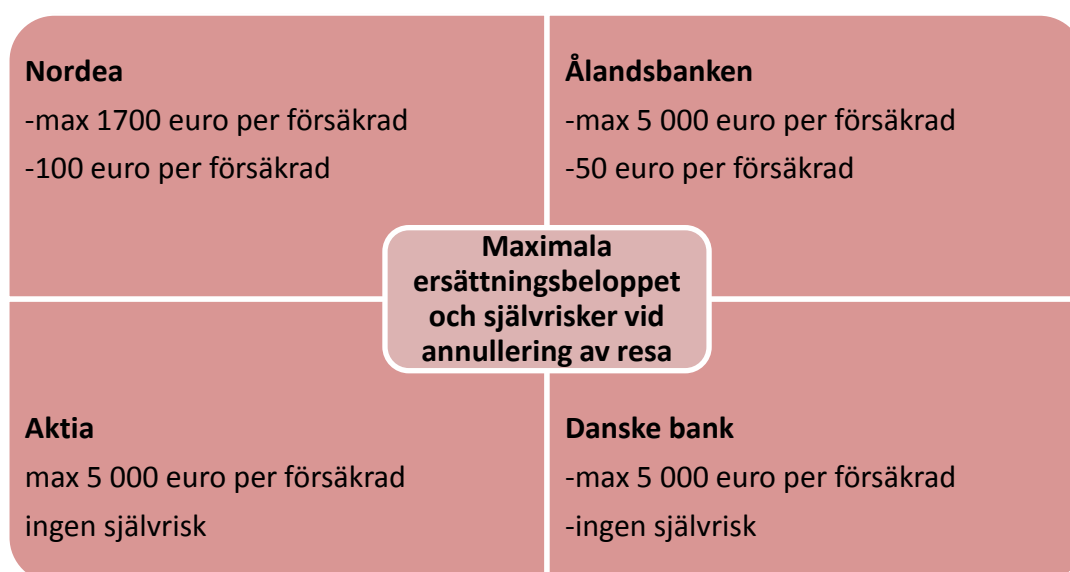 Nordea
-max 1700 euro per försäkrad
-100 euro per försäkrad
Ålandsbanken
-max 5 000 euro per försäkrad
-50 euro per försäkrad
Maximala
ersättningsbeloppet
och självrisker vid
annullering av resa
Aktia
max 5 000 euro per försäkrad
ingen självrisk
Danske bank
-max 5 000 euro per försäkrad
-ingen självrisk